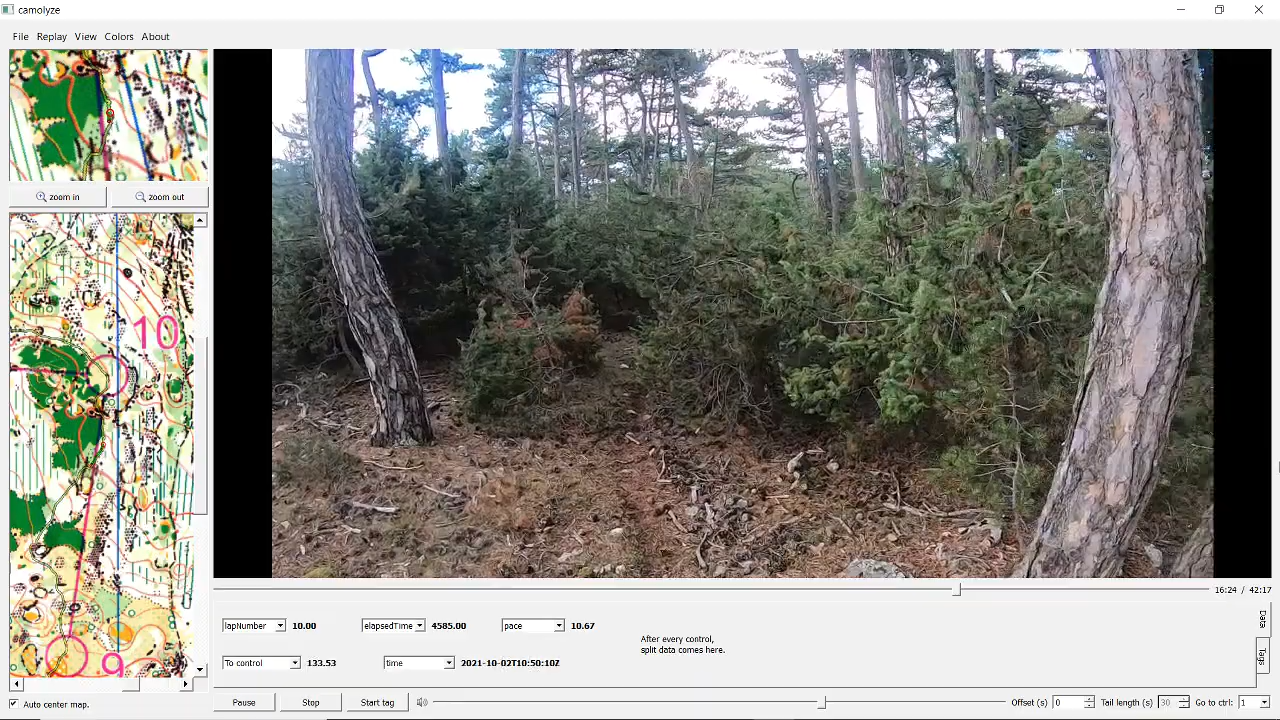 camolyze
File Replay View Colors About
zoom in zoom out
10
9
16:24 / 42:17
lapNumber 10.00 elapsedTime 4585.00 pace 10.67
After every control,
split data comes here.
To control 133.53 time 2021-10-02T10:50:10Z
Data
Tags
Auto center map.
Pause Stop Start tag Offset (s) 0 Tail length (s) 30 Go to ctrl: 1